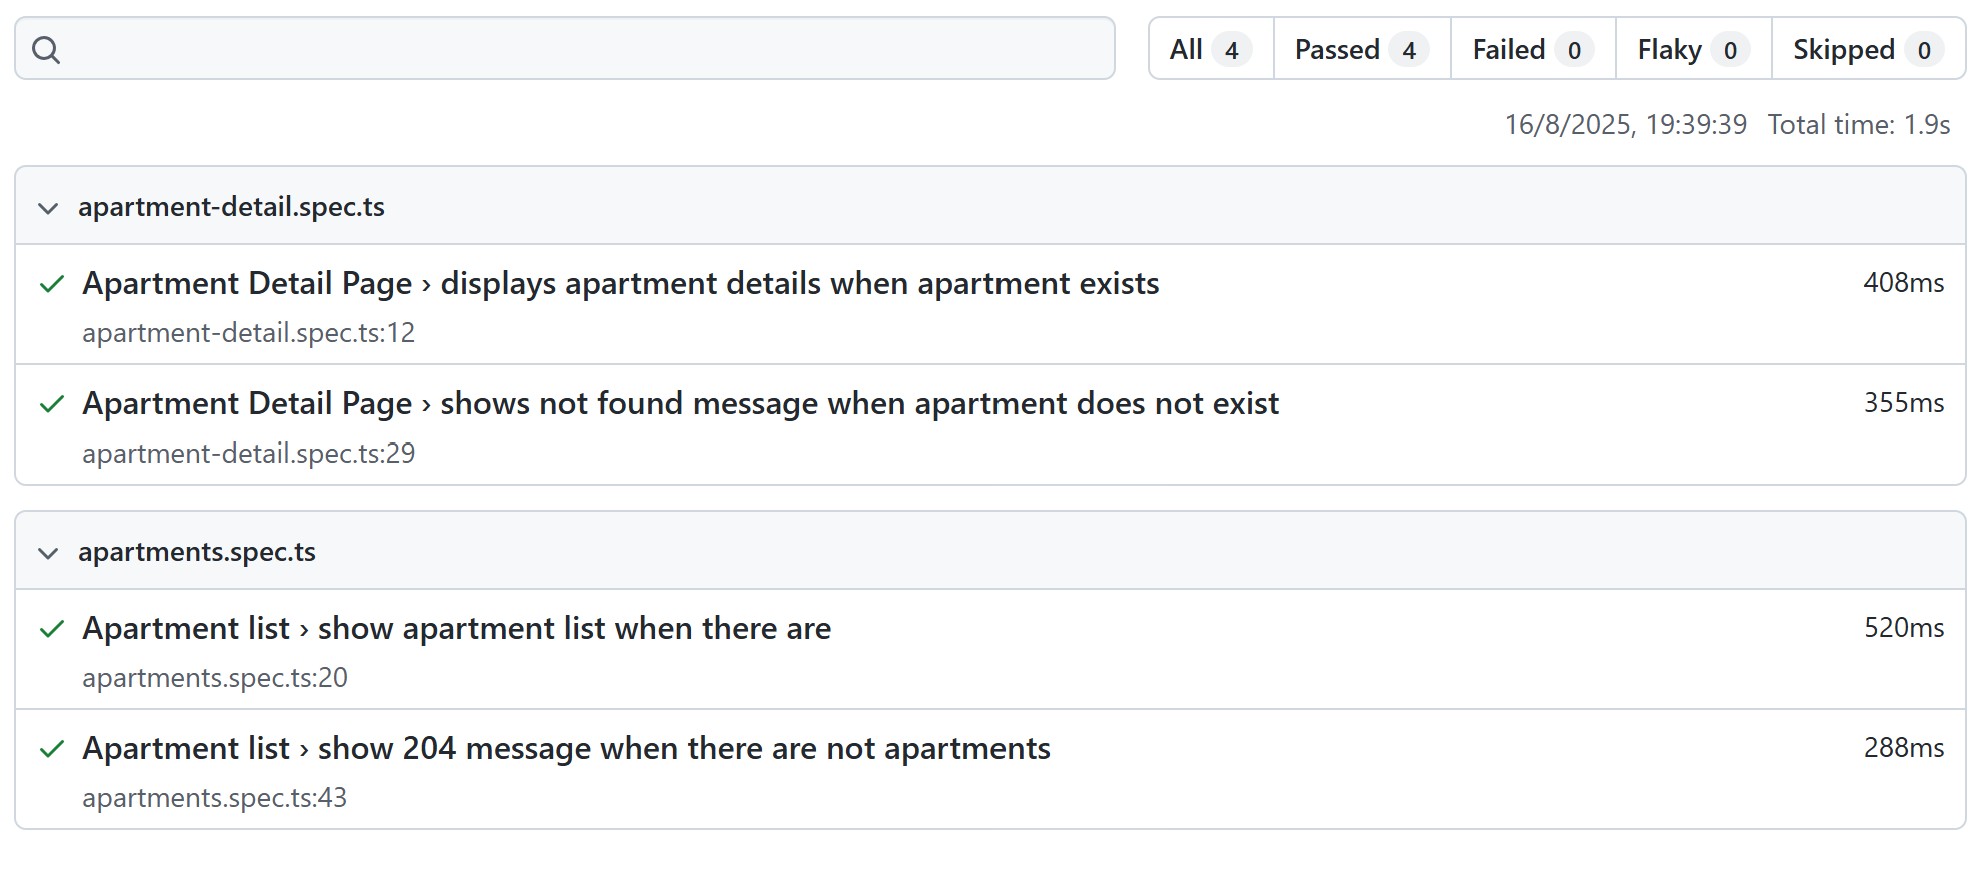 All 4 Passed 4 Failed 0 Flaky 0 Skipped 0
16/8/2025, 19:39:39 Total time: 1.9s
apartment-detail.spec.ts
Apartment Detail Page › displays apartment details when apartment exists 408ms
apartment-detail.spec.ts:12
Apartment Detail Page › shows not found message when apartment does not exist 355ms
apartment-detail.spec.ts:29
apartments.spec.ts
Apartment list › show apartment list when there are 520ms
apartments.spec.ts:20
Apartment list › show 204 message when there are not apartments 288ms
apartments.spec.ts:43